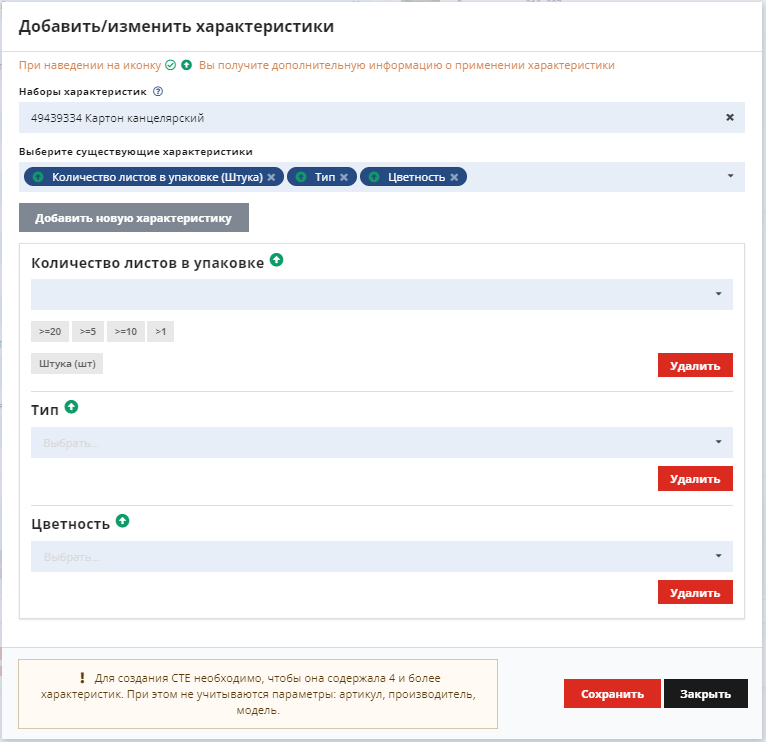 Добавить/изменить характеристики
При наведении на иконку Вы получите дополнительную информацию о применении характеристики
Наборы характеристик
49439334 Картон канцелярский
Выберите существующие характеристики
Количество листов в упаковке (Штука) Тип Цветность
Добавить новую характеристику
Количество листов в упаковке
>=20 >=5 >=10 >1
Штука (шт)
Удалить
Тип
Выбрать...
Удалить
Цветность
Выбрать...
Удалить
! Для создания СТЕ необходимо, чтобы она содержала 4 и более
характеристик. При этом не учитываются параметры: артикул, производитель,
модель.
Сохранить
Закрыть